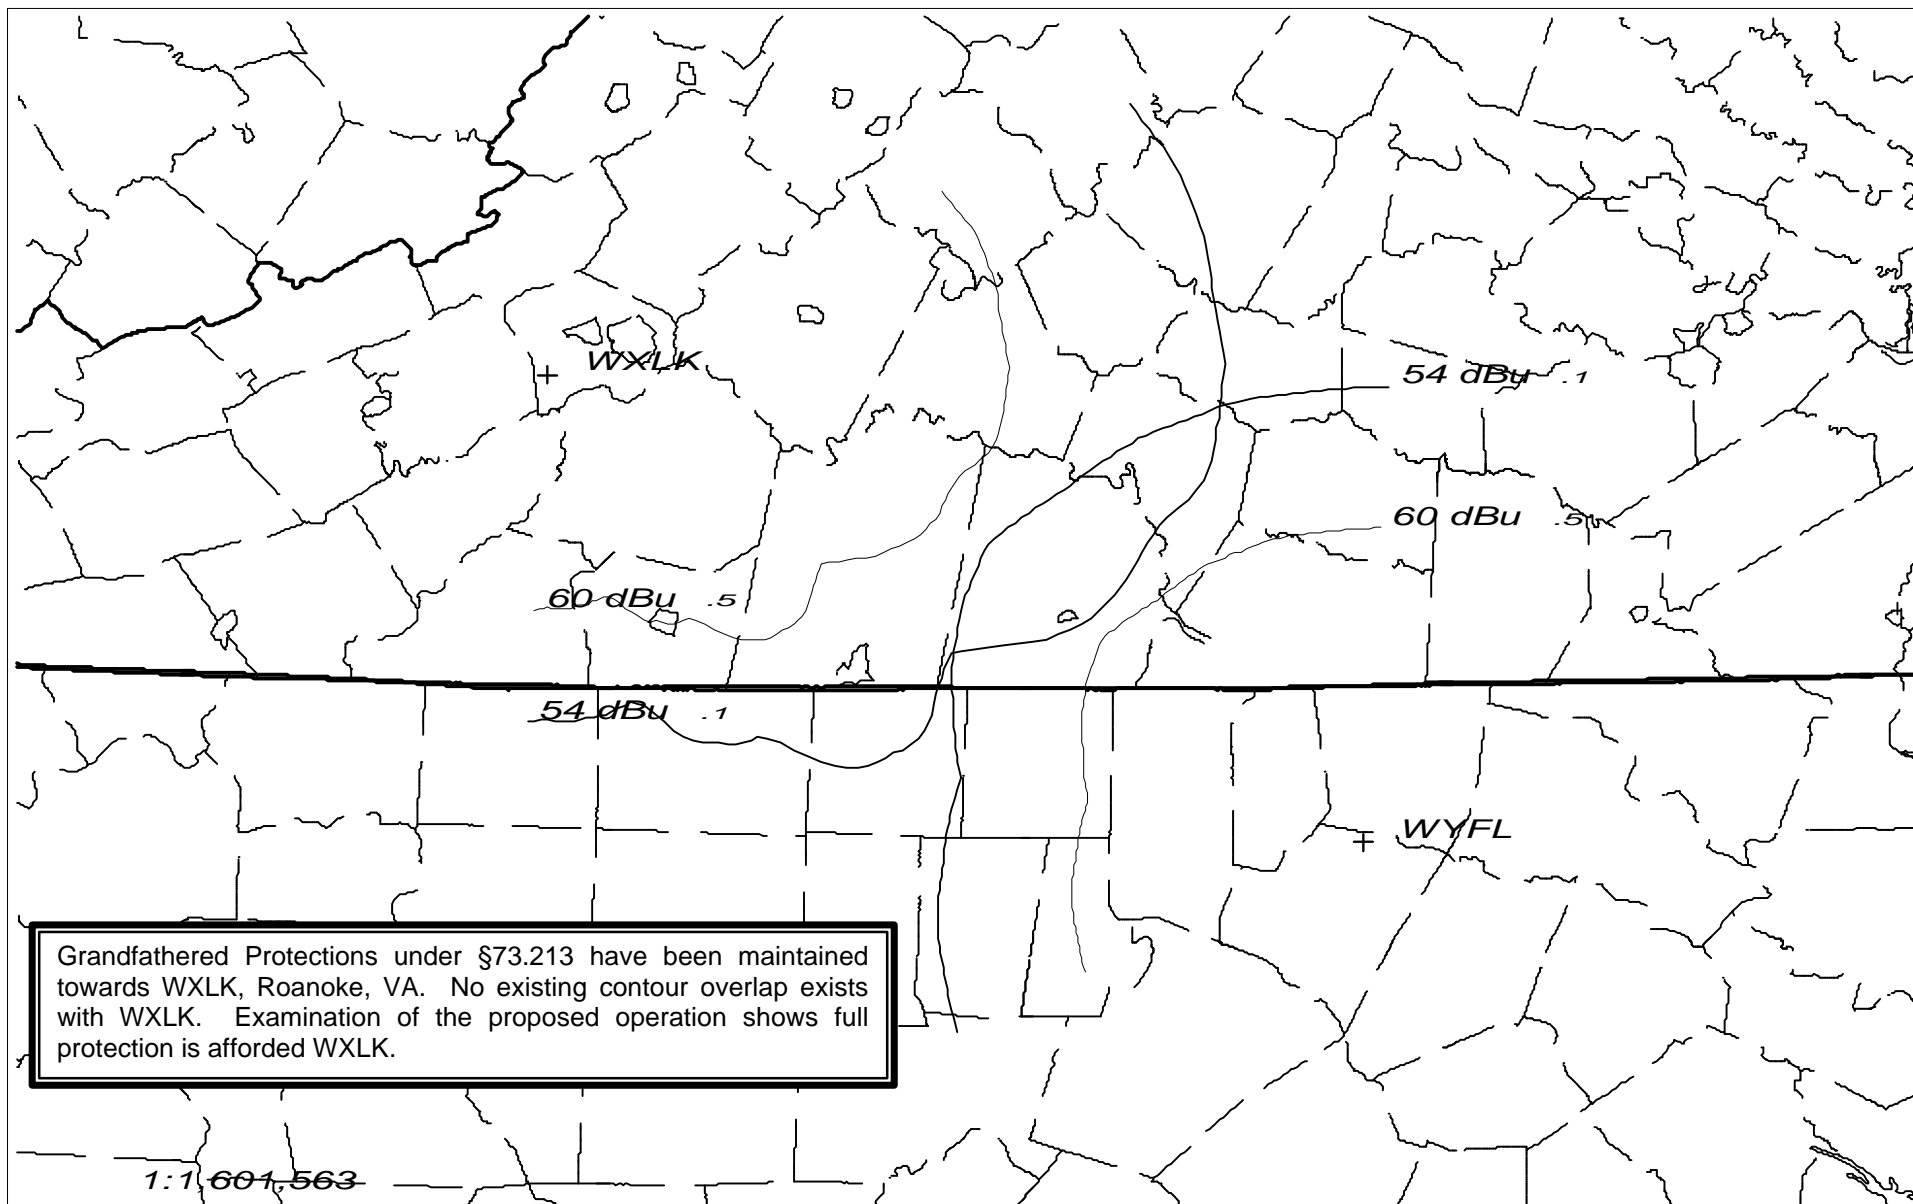 WXLK
54 dBu .1
60 dBu .5
60 dBu .5
54 dBu .1
WYFL
Grandfathered Protections under §73.213 have been maintained
towards WXLK, Roanoke, VA. No existing contour overlap exists
with WXLK. Examination of the proposed operation shows full
protection is afforded WXLK.
1:1,601,563